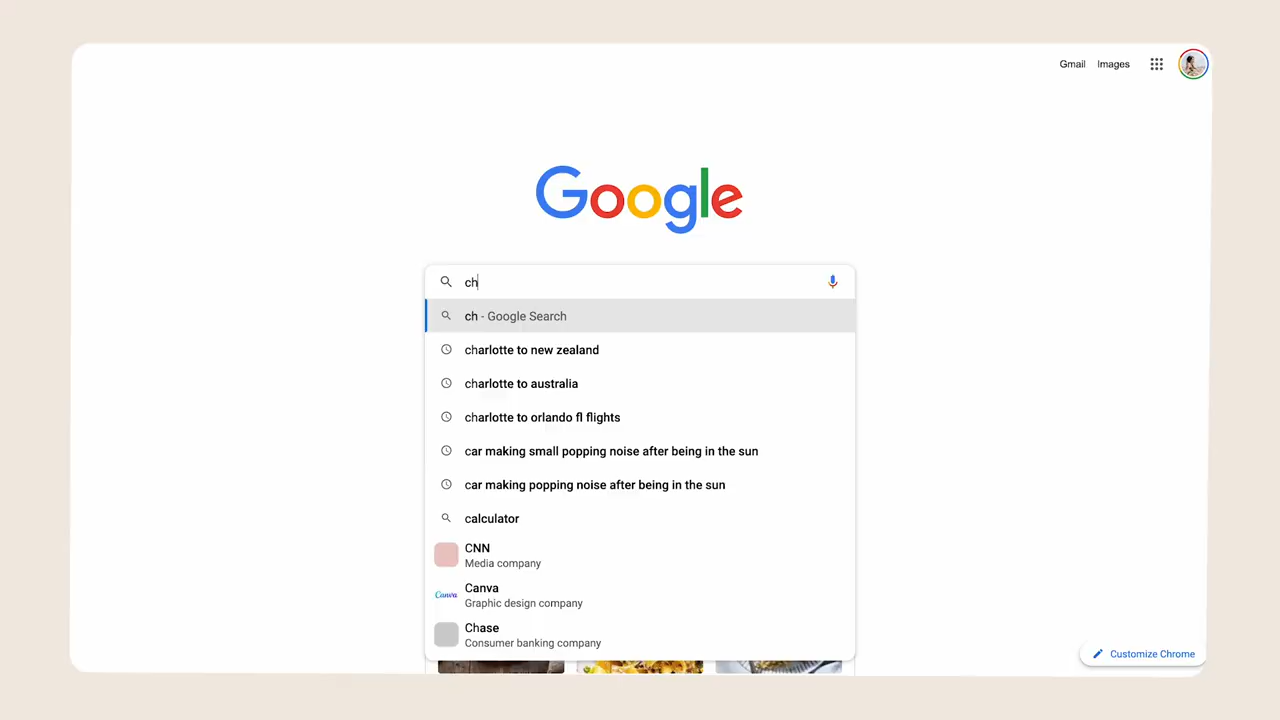 Gmail Images
Google
ch
ch - Google Search
charlotte to new zealand
charlotte to australia
charlotte to orlando fl flights
car making small popping noise after being in the sun
car making popping noise after being in the sun
calculator
CNN
Media company
Canva
Canva
Graphic design company
Chase
Consumer banking company
Customize Chrome